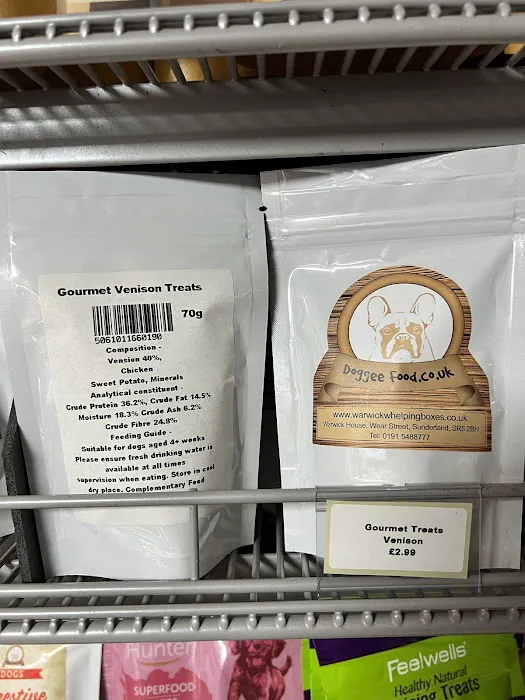 Gourmet Venison Treats
70g
5061011660190
Composition -
Vension 40%,
Chicken
Sweet Potato, Minerals
Analytical constituent -
Crude Protein 36.2%, Crude Fat 14.5%
Moisture 18.3% Crude Ash 6.2%
Crude Fibre 24.8%
Feeding Guide -
Suitable for dogs aged 4+ weeks
Please ensure fresh drinking water is
available at all times
supervision when eating. Store in cool
dry place. Complementary Feed
Doggee Food.co.uk
www.warwickwhelpingboxes.co.uk
Warwick House, Wear Street, Sunderland, SR5 2BH
Tel: 0191 5488777
Gourmet Treats
Venison
£2.99
DOGS
Hunter
SUPERFOOD
Feelwells®
Healthy Natural
Treats